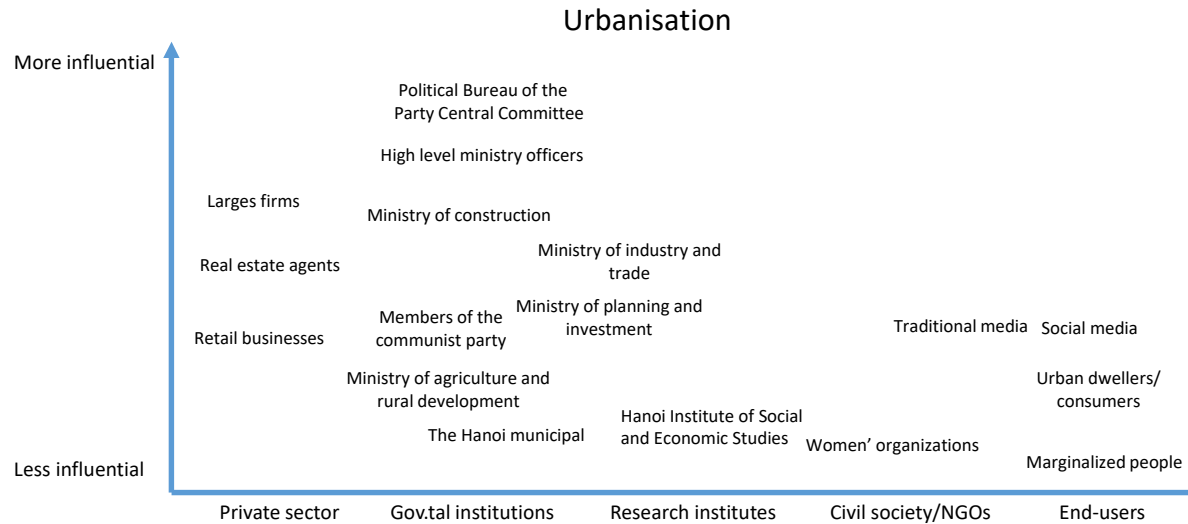 Urbanisation
More influential
Political Bureau of the
Party Central Committee
High level ministry officers
Larges firms
Ministry of construction
Ministry of industry and
trade
Real estate agents
Ministry of planning and
investment
Members of the
communist party
Traditional media
Social media
Retail businesses
Ministry of agriculture and
rural development
Urban dwellers/
consumers
Hanoi Institute of Social
and Economic Studies
The Hanoi municipal
Women' organizations
Marginalized people
Less influential
Private sector
Gov.tal institutions
Research institutes
Civil society/NGOs
End-users